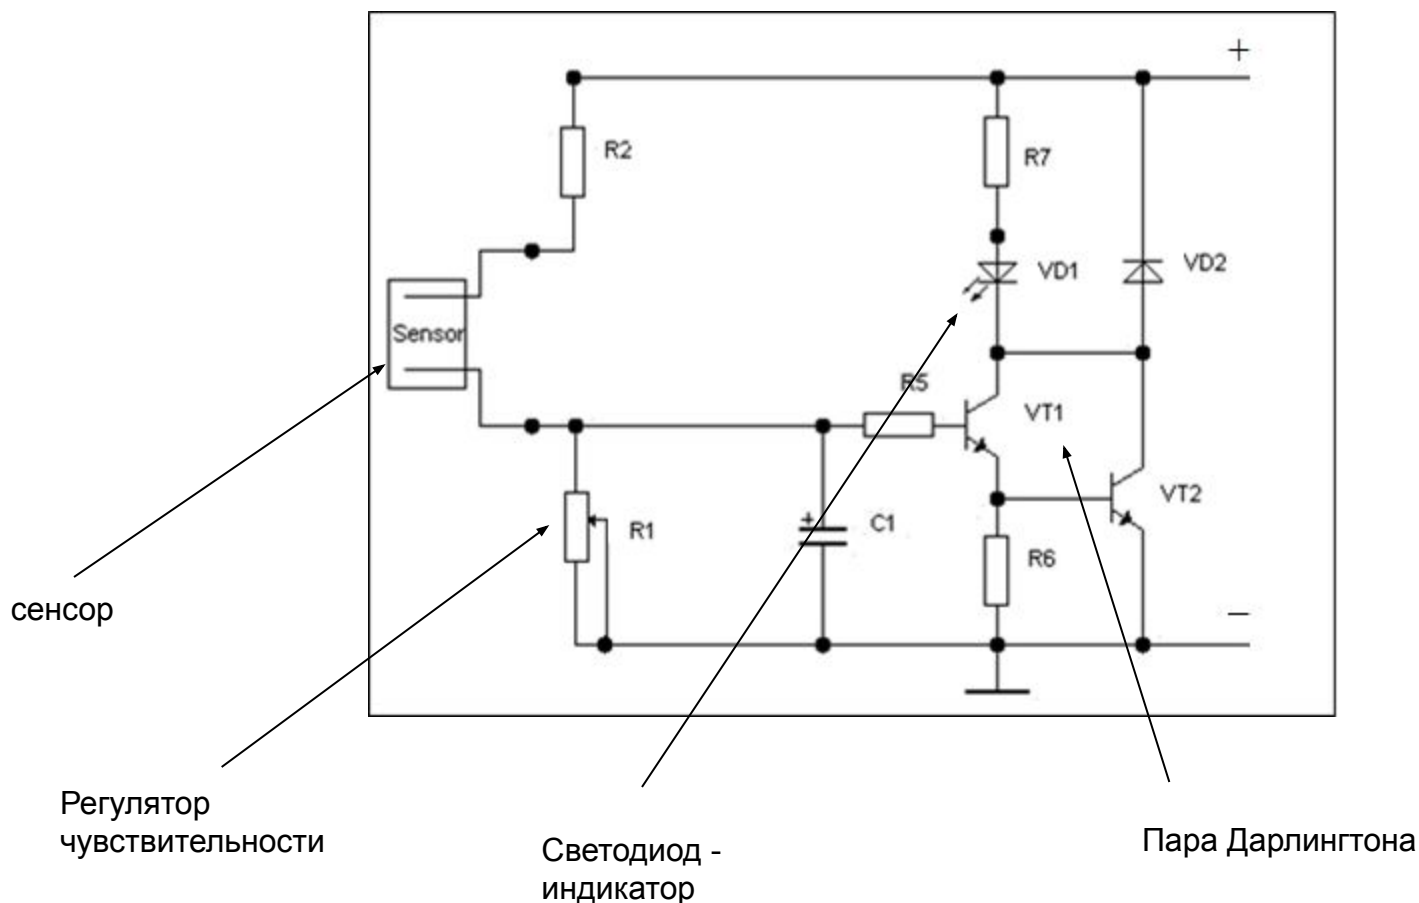 +
R2
R7
VD1
VD2
Sensor
R5
VT1
VT2
R1
+
C1
R6
−
сенсор
Регулятор
чувствительности
Светодиод -
индикатор
Пара Дарлингтона